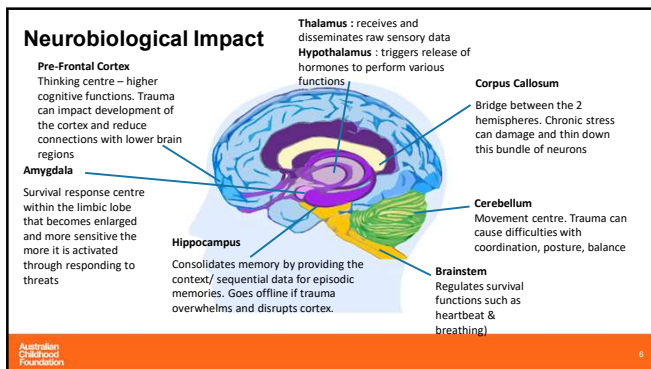 Neurobiological Impact
Thalamus : receives and
disseminates raw sensory data
Hypothalamus : triggers release of
hormones to perform various
functions
Pre-Frontal Cortex
Thinking centre – higher
cognitive functions. Trauma
can impact development of
the cortex and reduce
connections with lower brain
regions
Corpus Callosum
Bridge between the 2
hemispheres. Chronic stress
can damage and thin down
this bundle of neurons
Amygdala
Survival response centre
within the limbic lobe
that becomes enlarged
and more sensitive the
more it is activated
through responding to
threats
Cerebellum
Movement centre. Trauma can
cause difficulties with
coordination, posture, balance
Hippocampus
Consolidates memory by providing the
context/ sequential data for episodic
memories. Goes offline if trauma
overwhelms and disrupts cortex.
Brainstem
Regulates survival
functions such as
heartbeat &
breathing)
Australian
Childhood
Foundation
6